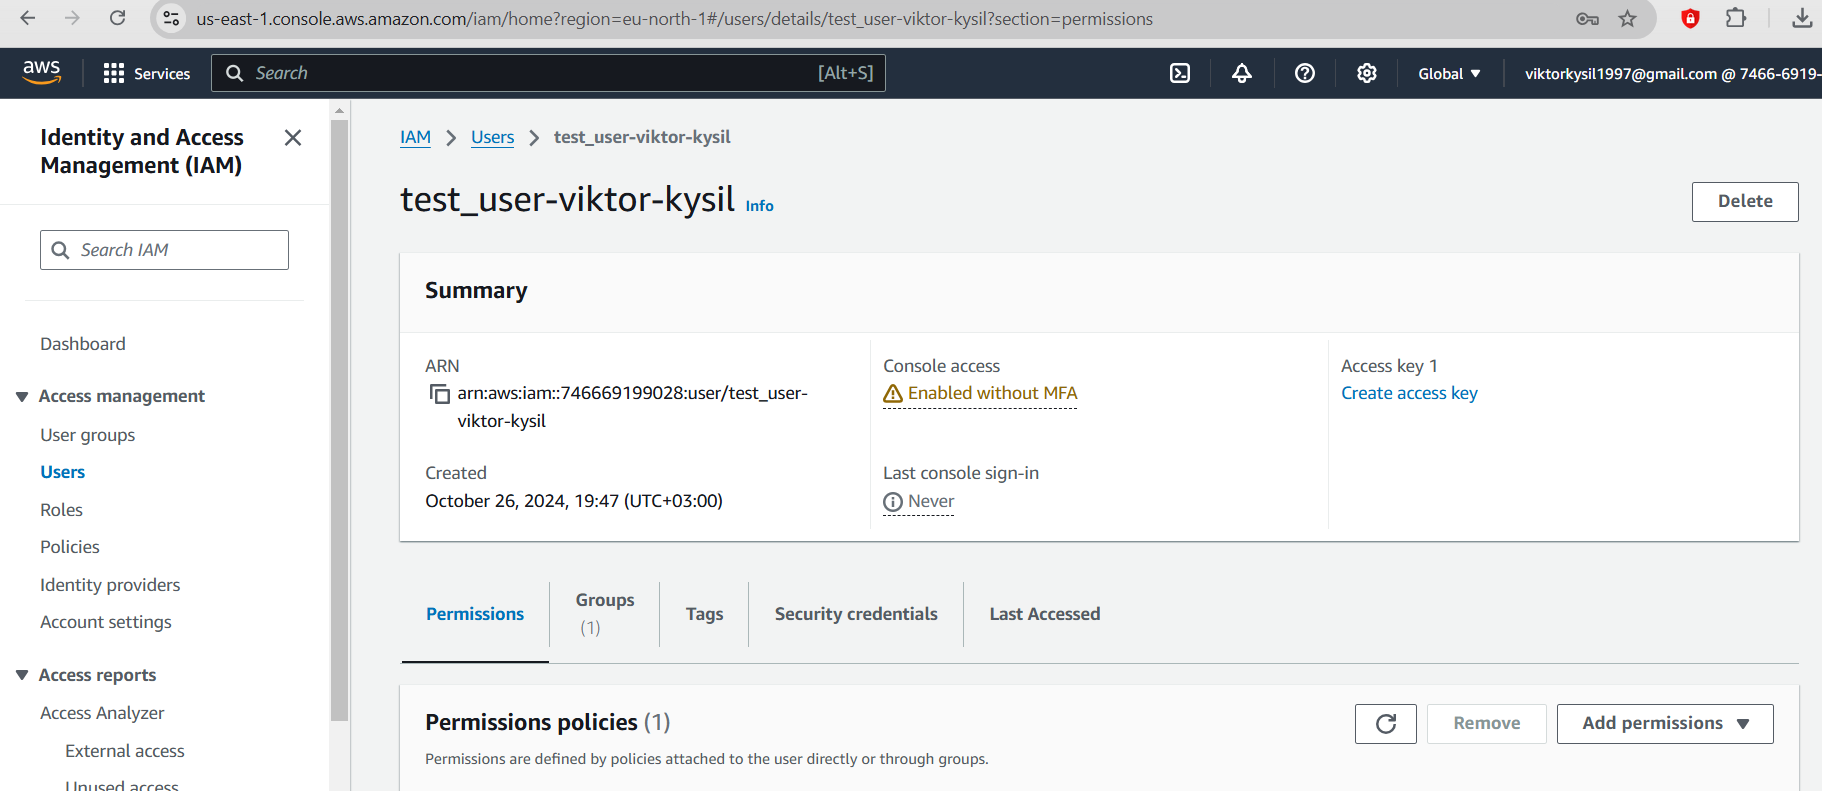 us-east-1.console.aws.amazon.com/iam/home?region=eu-north-1#/users/details/test_user-viktor-kysil?section=permissions
aws
Services
Search
[Alt+S]
Global
viktorkysil1997@gmail.com @ 7466-6919-
Identity and Access
Management (IAM)
Search IAM
Dashboard
Access management
User groups
Users
Roles
Policies
Identity providers
Account settings
Access reports
Access Analyzer
External access
Unused access
IAM
Users
test_user-viktor-kysil
test_user-viktor-kysil
Info
Delete
Summary
ARN
arn:aws:iam::746669199028:user/test_user-
viktor-kysil
Created
October 26, 2024, 19:47 (UTC+03:00)
Console access
Enabled without MFA
Last console sign-in
Never
Access key 1
Create access key
Permissions
Groups
(1)
Tags
Security credentials
Last Accessed
Permissions policies (1)
Permissions are defined by policies attached to the user directly or through groups.
Remove
Add permissions